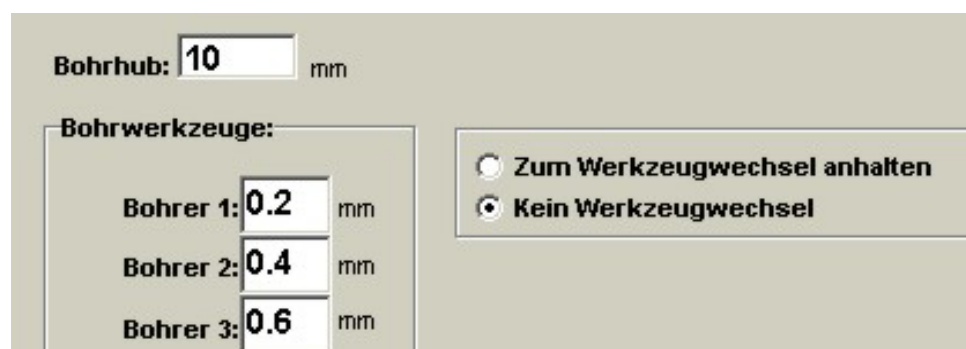 Bohrhub: 10 mm
Bohrwerkzeuge:
Zum Werkzeugwechsel anhalten
Kein Werkzeugwechsel
Bohrer 1: 0.2 mm
Bohrer 2: 0.4 mm
Bohrer 3: 0.6 mm